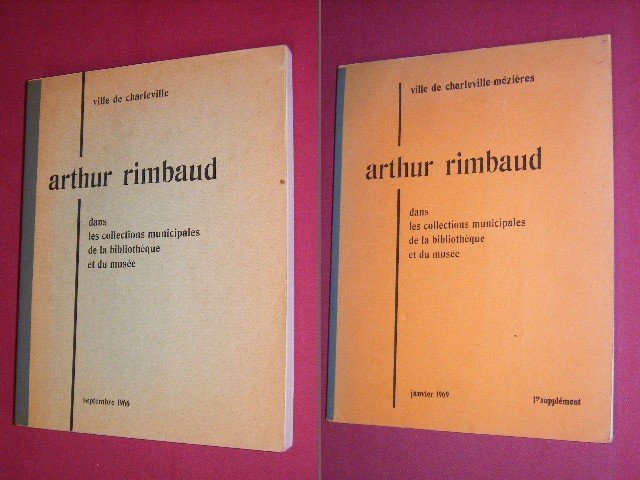 ville de charleville
arthur rimbaud
dans
les collections municipales
de la bibliothèque
et du musée
septembre 1966
ville de charleville-mézières
arthur rimbaud
dans
les collections municipales
de la bibliothèque
et du musée
janvier 1969
1er supplément